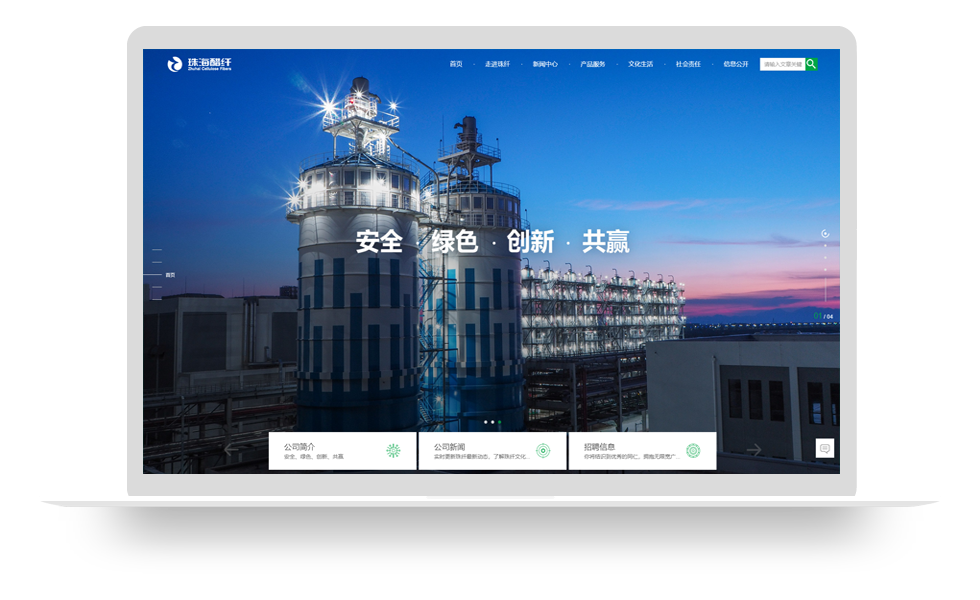 珠海醋纤
Zhuhai Cellulose Fibers
首页 · 走进珠纤 · 新闻中心 · 产品服务 · 文化生活 · 社会责任 · 信息公开
请输入文章关键
安全 · 绿色 · 创新 · 共赢
首页
01 / 04
公司简介
安全、绿色、创新、共赢
公司新闻
实时更新珠纤最新动态，了解珠纤文化...
招聘信息
你将结识到优秀的同仁、拥抱无限宽广...